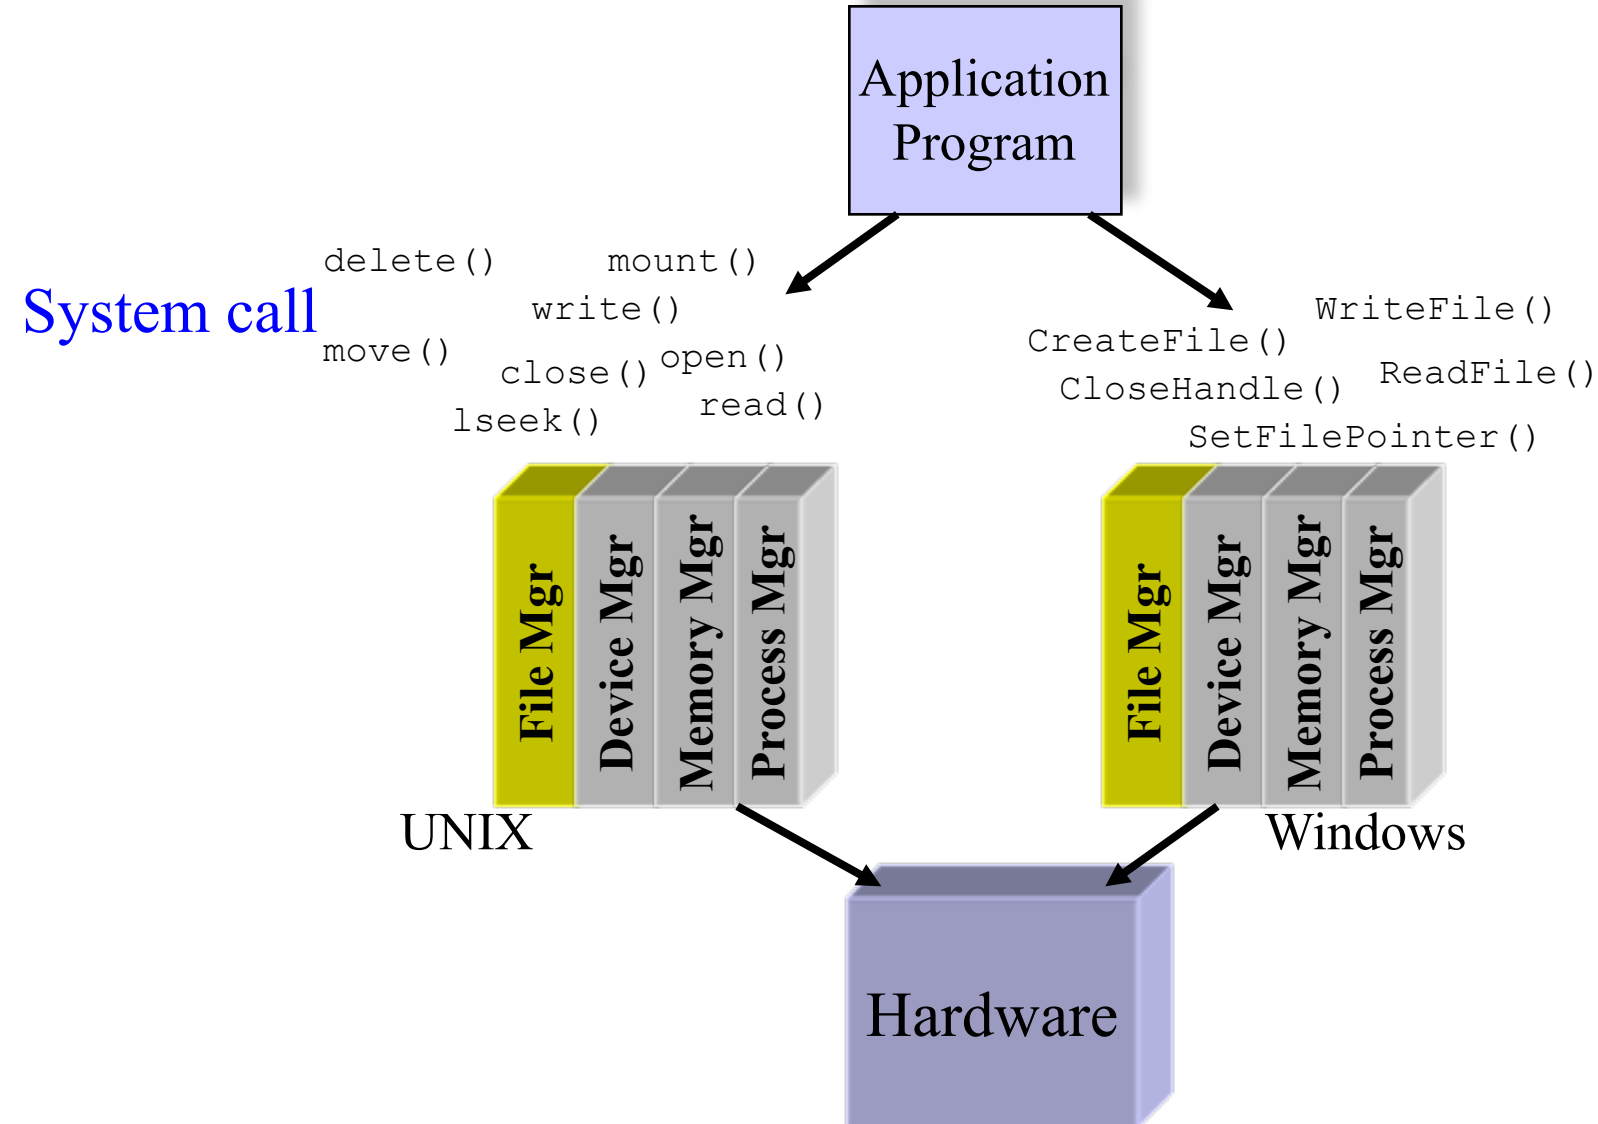 Application
Program
delete()
mount()
System call
write()
WriteFile()
move()
close()
open()
CreateFile()
ReadFile()
lseek()
read()
CloseHandle()
SetFilePointer()
File Mgr
Device Mgr
Memory Mgr
Process Mgr
File Mgr
Device Mgr
Memory Mgr
Process Mgr
UNIX
Windows
Hardware